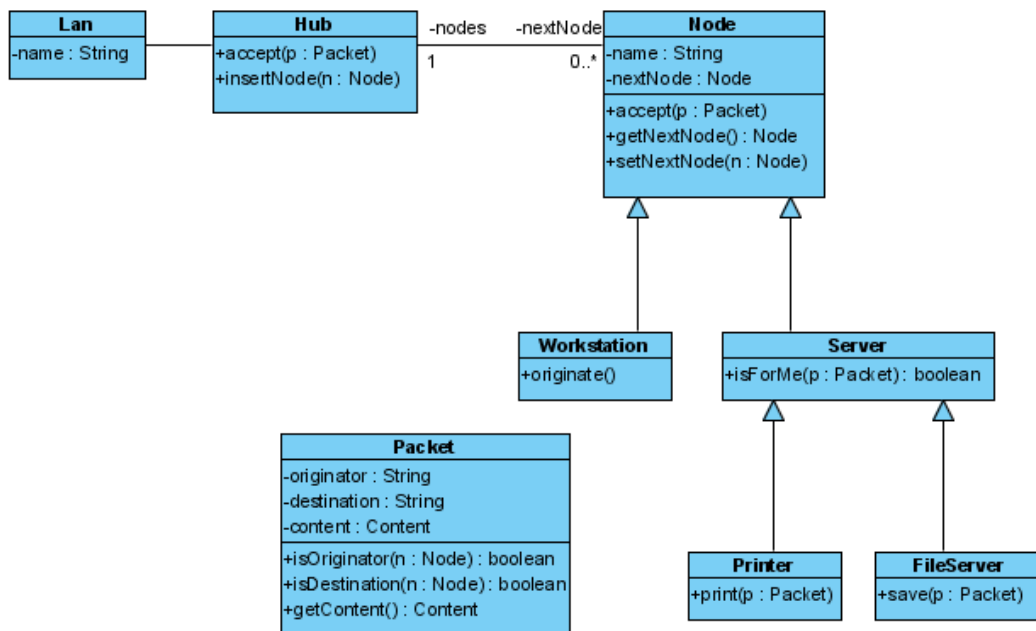 Lan
-name : String
Hub
+accept(p : Packet)
+insertNode(n : Node)
-nodes
-nextNode
1
0..*
Node
-name : String
-nextNode : Node
+accept(p : Packet)
+getNextNode() : Node
+setNextNode(n : Node)
Workstation
+originate()
Server
+isForMe(p : Packet) : boolean
Packet
-originator : String
-destination : String
-content : Content
+isOriginator(n : Node) : boolean
+isDestination(n : Node) : boolean
+getContent() : Content
Printer
+print(p : Packet)
FileServer
+save(p : Packet)